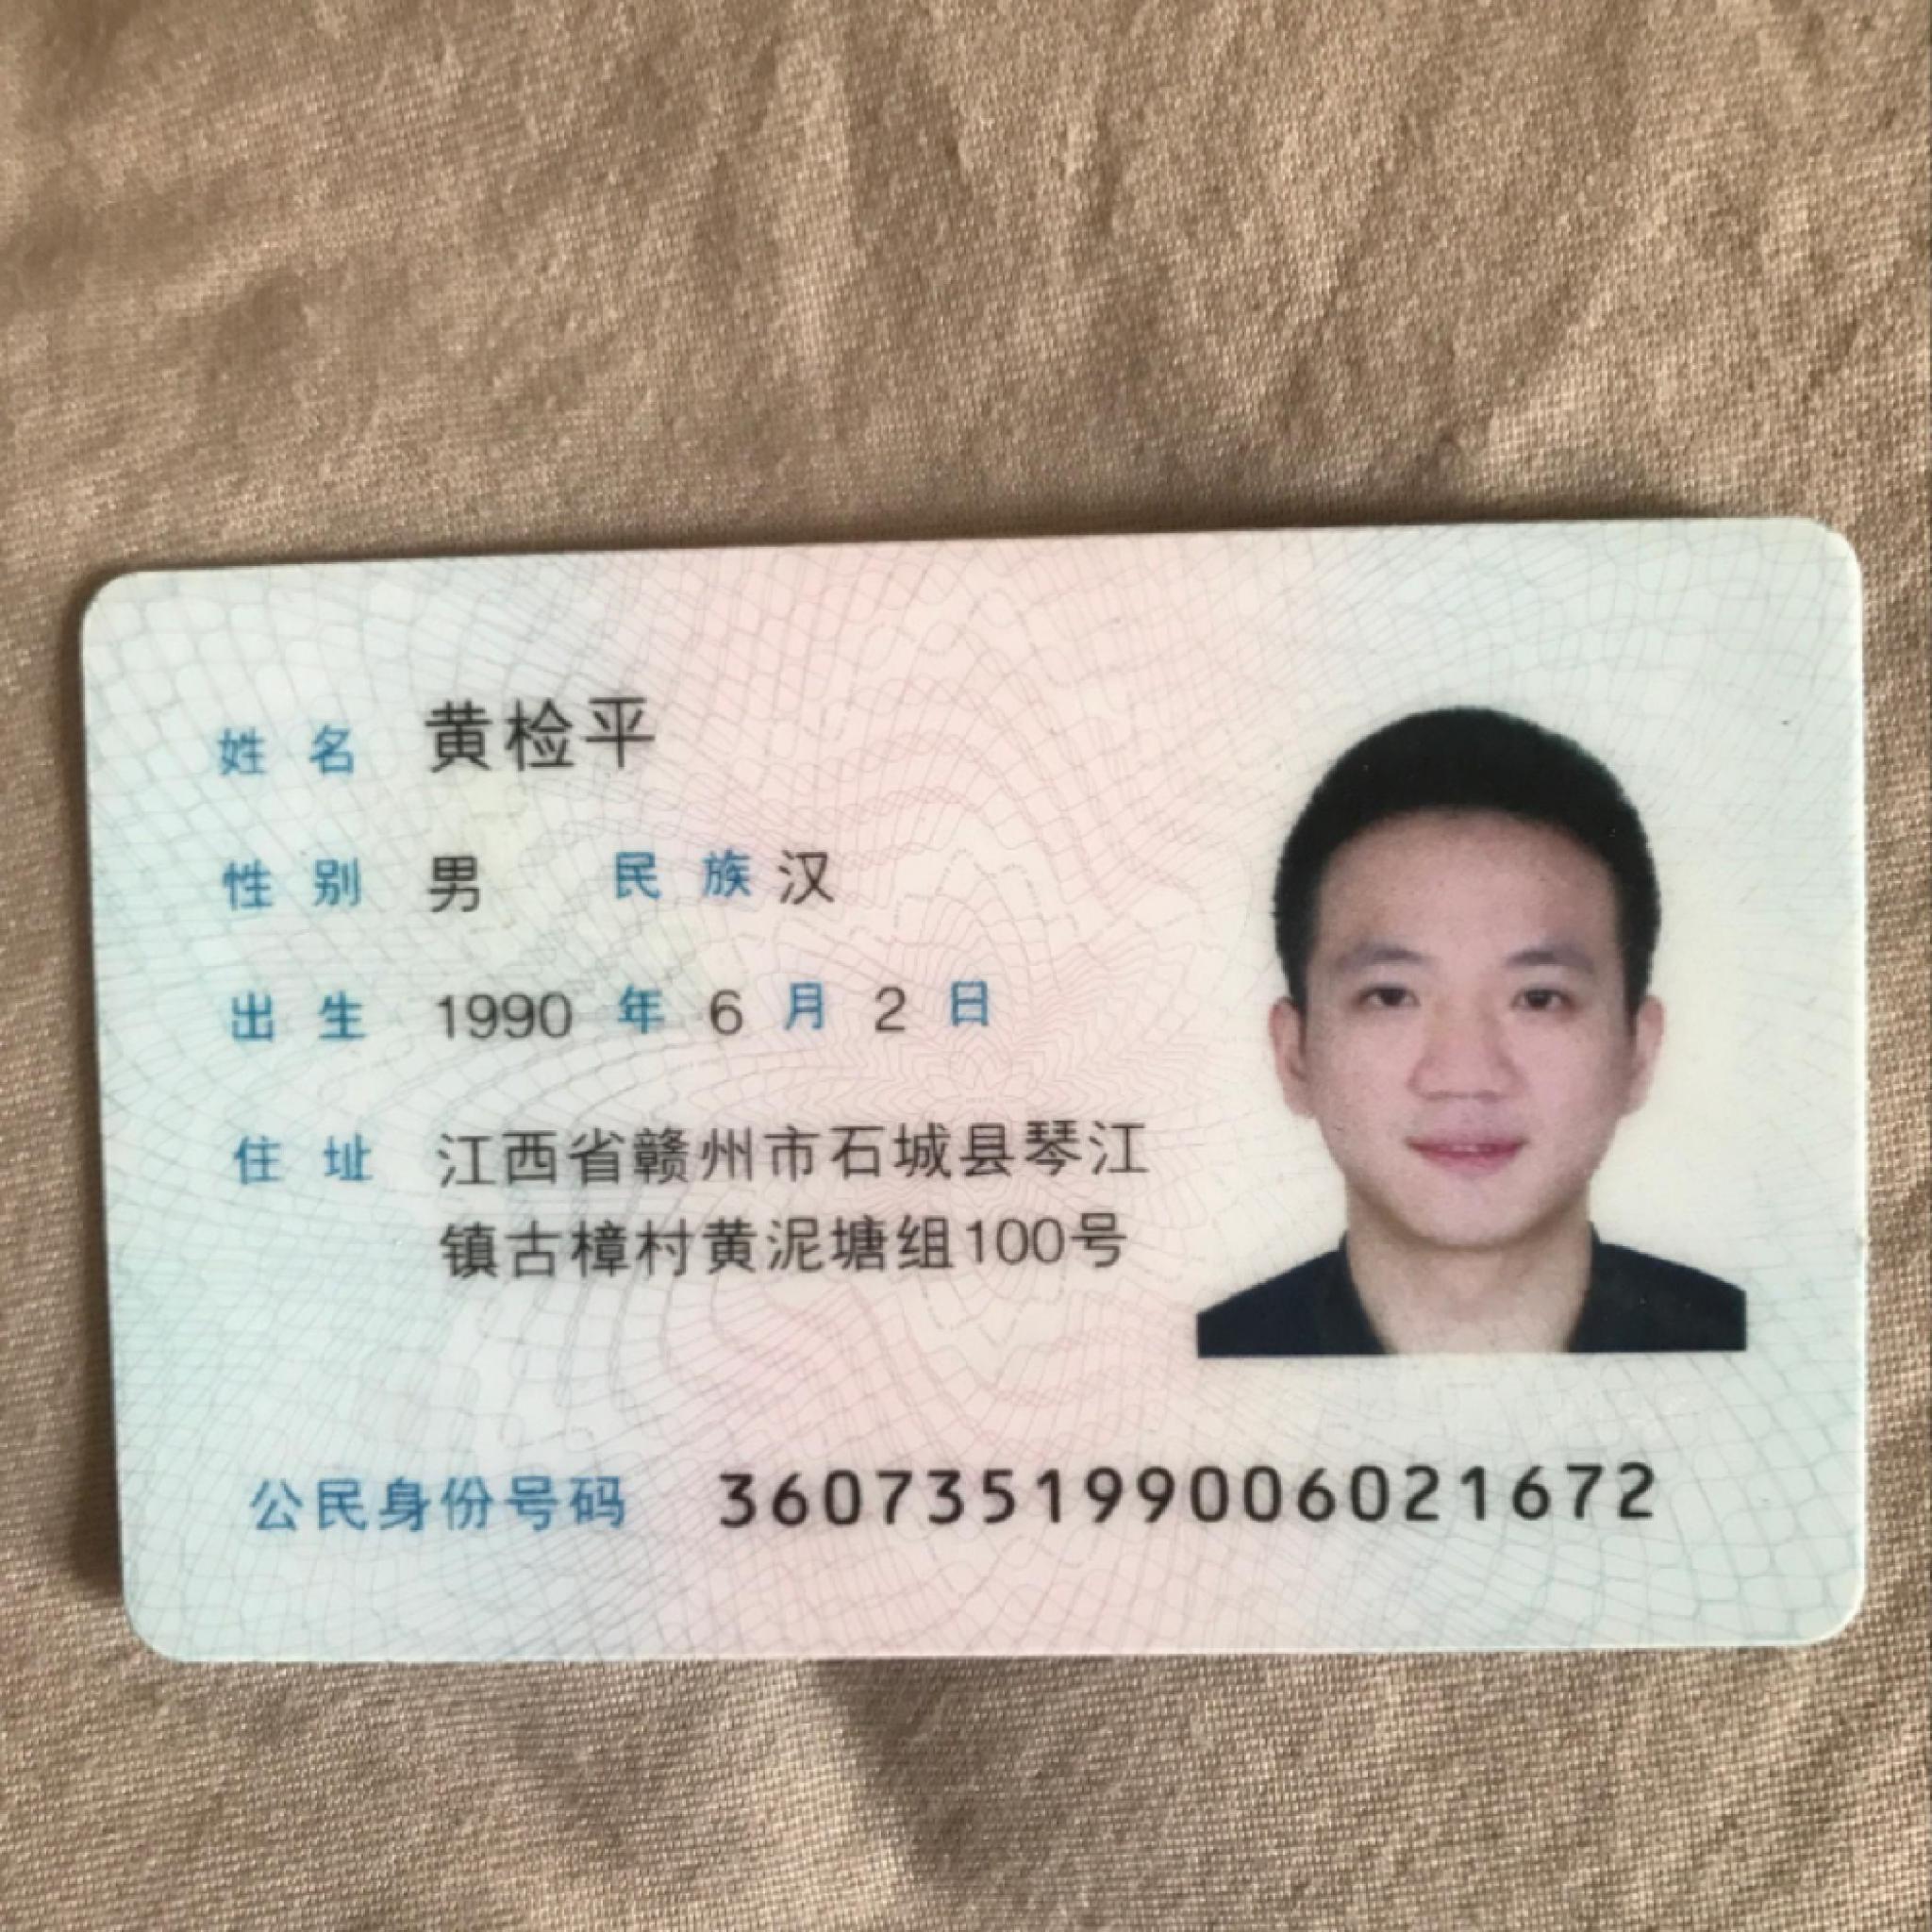 姓名 黄检平
性别 男 民族 汉
出生 1990 年 6 月 2 日
住址 江西省赣州市石城县琴江
镇古樟村黄泥塘组100号
公民身份号码 360735199006021672